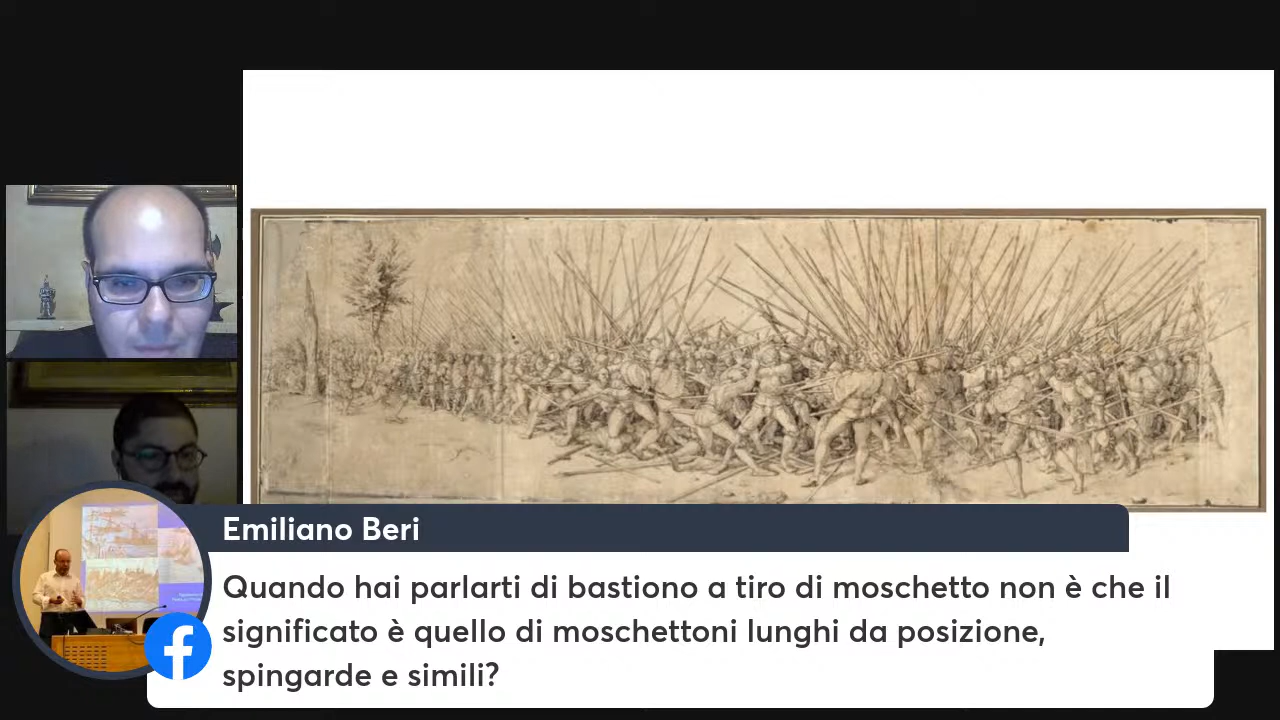 Emiliano Beri
Quando hai parlarti di bastiono a tiro di moschetto non è che il
significato è quello di moschettoni lunghi da posizione,
spingarde e simili?